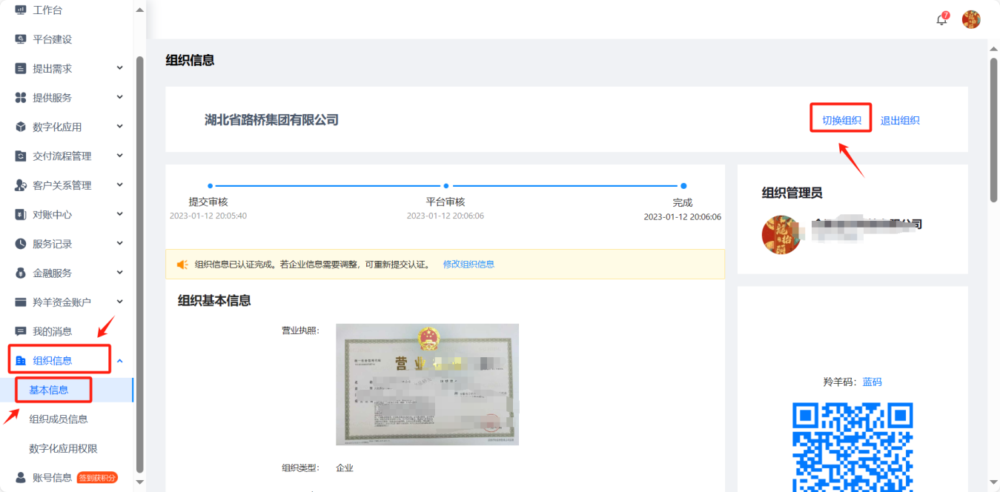 工作台
平台建设
提出需求
提供服务
数字化应用
交付流程管理
客户关系管理
对账中心
服务记录
金融服务
羚羊资金账户
我的消息
组织信息
基本信息
组织成员信息
数字化应用权限
账号信息 签到获积分
7
组织信息
湖北省路桥集团有限公司
切换组织 退出组织
提交审核 平台审核 完成
2023-01-12 20:05:40 2023-01-12 20:06:06 2023-01-12 20:06:06
组织信息已认证完成。若企业信息需要调整，可重新提交认证。 修改组织信息
组织基本信息
营业执照：
营 业
组织类型： 企业
组织管理员
公司
羚羊码： 蓝码